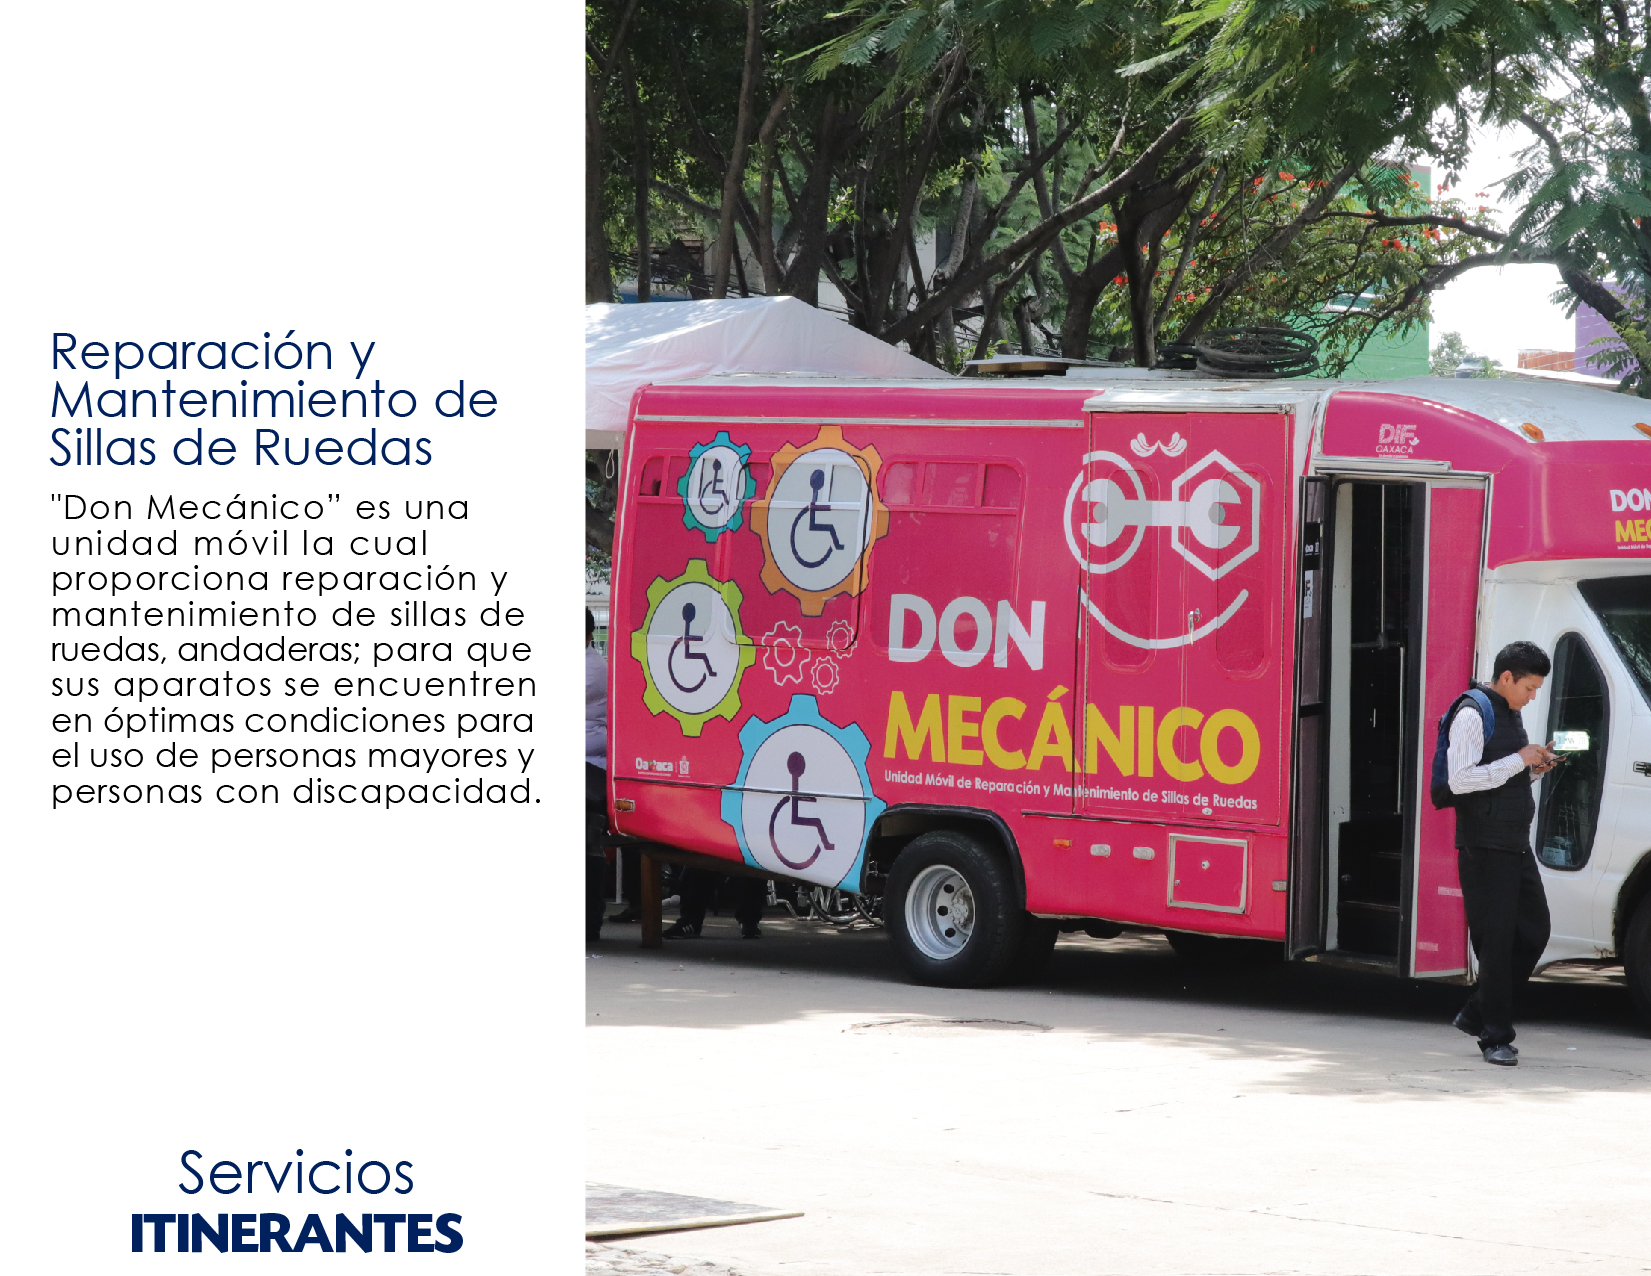 Reparación y
Mantenimiento de
Sillas de Ruedas
"Don Mecánico” es una
unidad móvil la cual
proporciona reparación y
mantenimiento de sillas de
ruedas, andaderas; para que
sus aparatos se encuentren
en óptimas condiciones para
el uso de personas mayores y
personas con discapacidad.
Servicios
ITINERANTES
DIF
OAXACA
DON
MECÁNICO
Unidad Móvil de Reparación y Mantenimiento de Sillas de Ruedas
Oaxaca